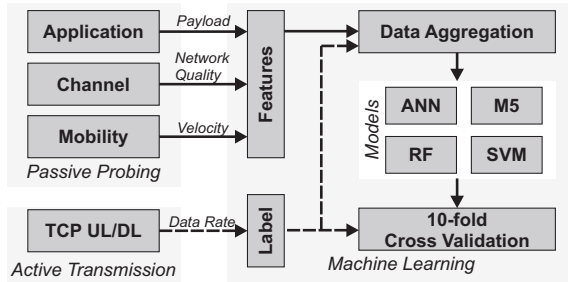 Application
Payload
Channel
Network
Quality
Mobility
Velocity
Passive Probing
Features
Data Aggregation
Models
ANN
M5
RF
SVM
TCP UL/DL
Data Rate
Label
10-fold
Cross Validation
Active Transmission
Machine Learning